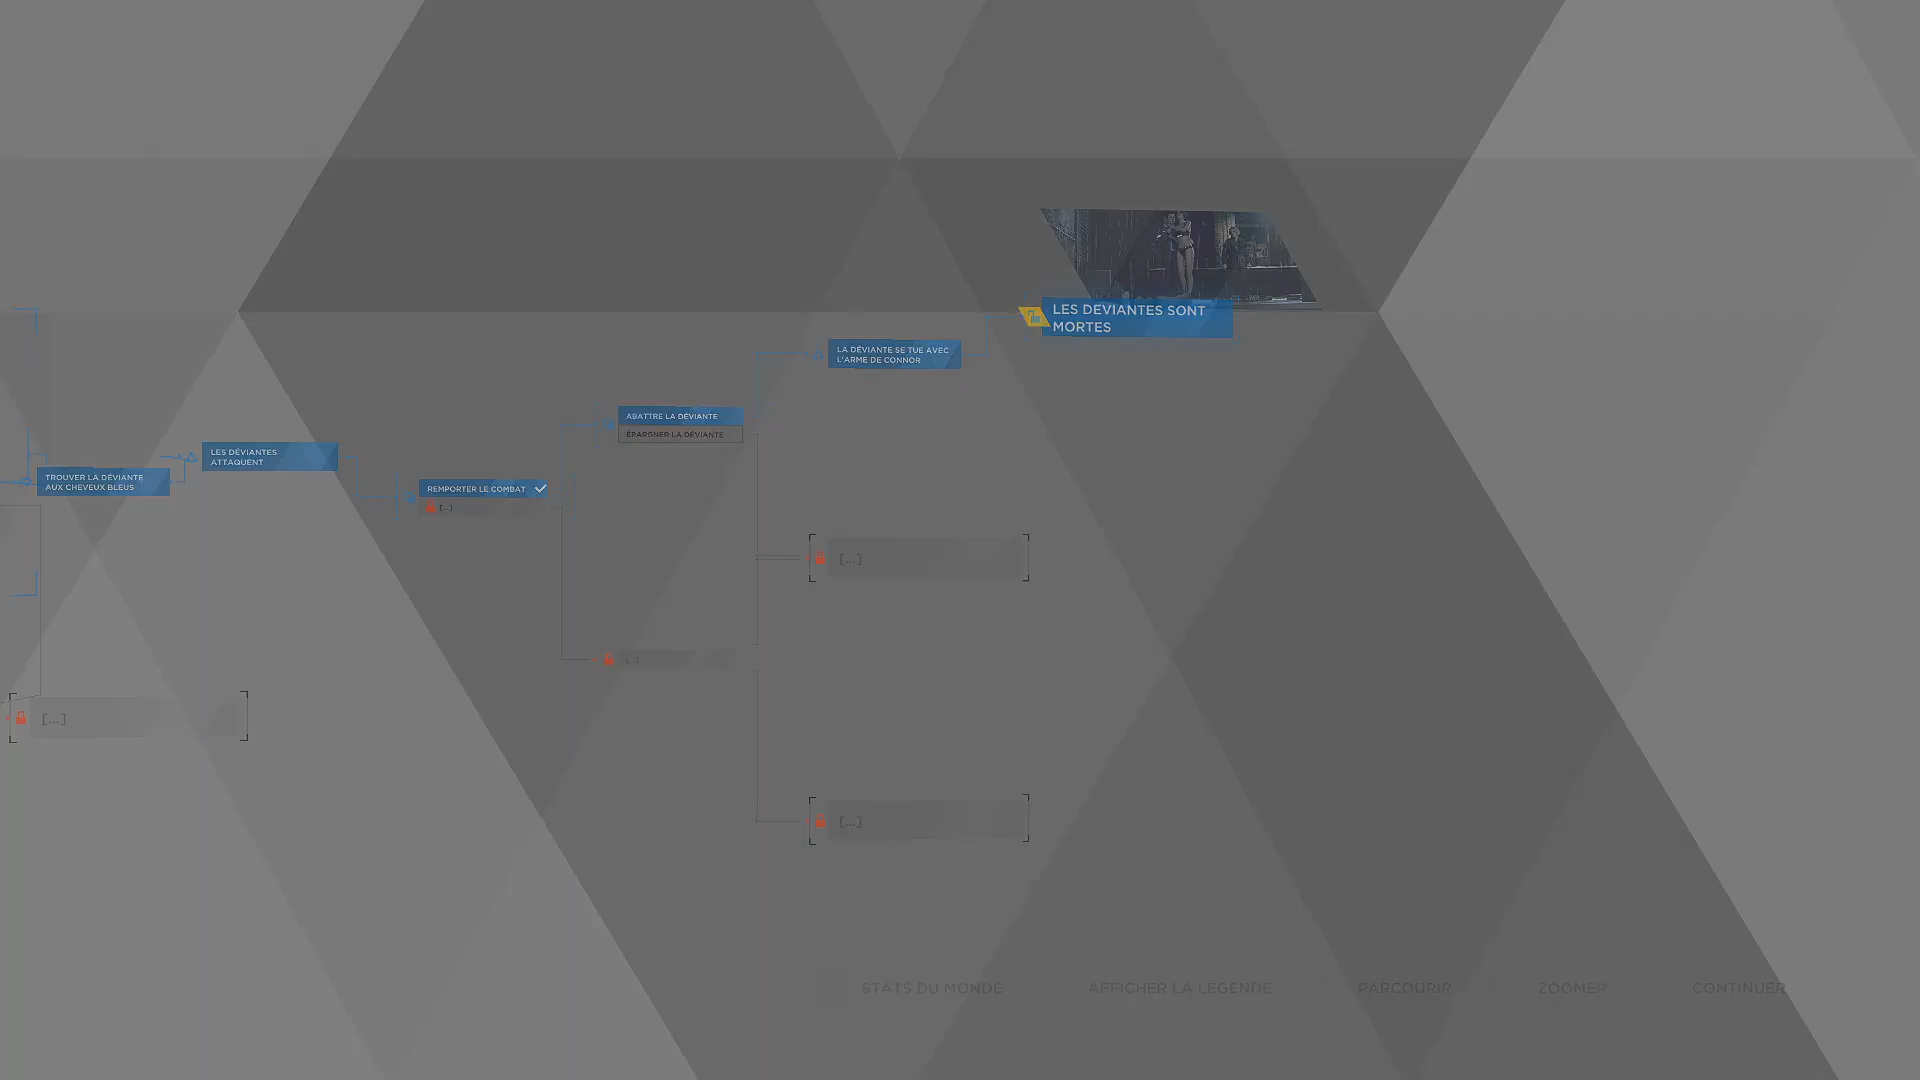 LES DEVIANTES SONT
MORTES
LA DÉVIANTE SE TUE AVEC
L'ARME DE CONNOR
ABATTRE LA DÉVIANTE
ÉPARGNER LA DÉVIANTE
LES DÉVIANTES
ATTAQUENT
TROUVER LA DÉVIANTE
AUX CHEVEUX BLEUS
REMPORTER LE COMBAT
[...]
[...]
[...]
[...]
[...]
STATS DU MONDE
AFFICHER LA LEGENDE
PARCOURIR
ZOOMER
CONTINUER